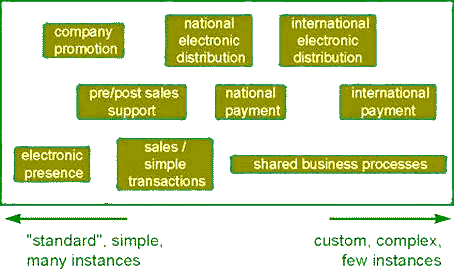 company
promotion
national
electronic
distribution
international
electronic
distribution
pre/post sales
support
national
payment
international
payment
electronic
presence
sales /
simple
transactions
shared business processes
"standard", simple,
many instances
custom, complex,
few instances